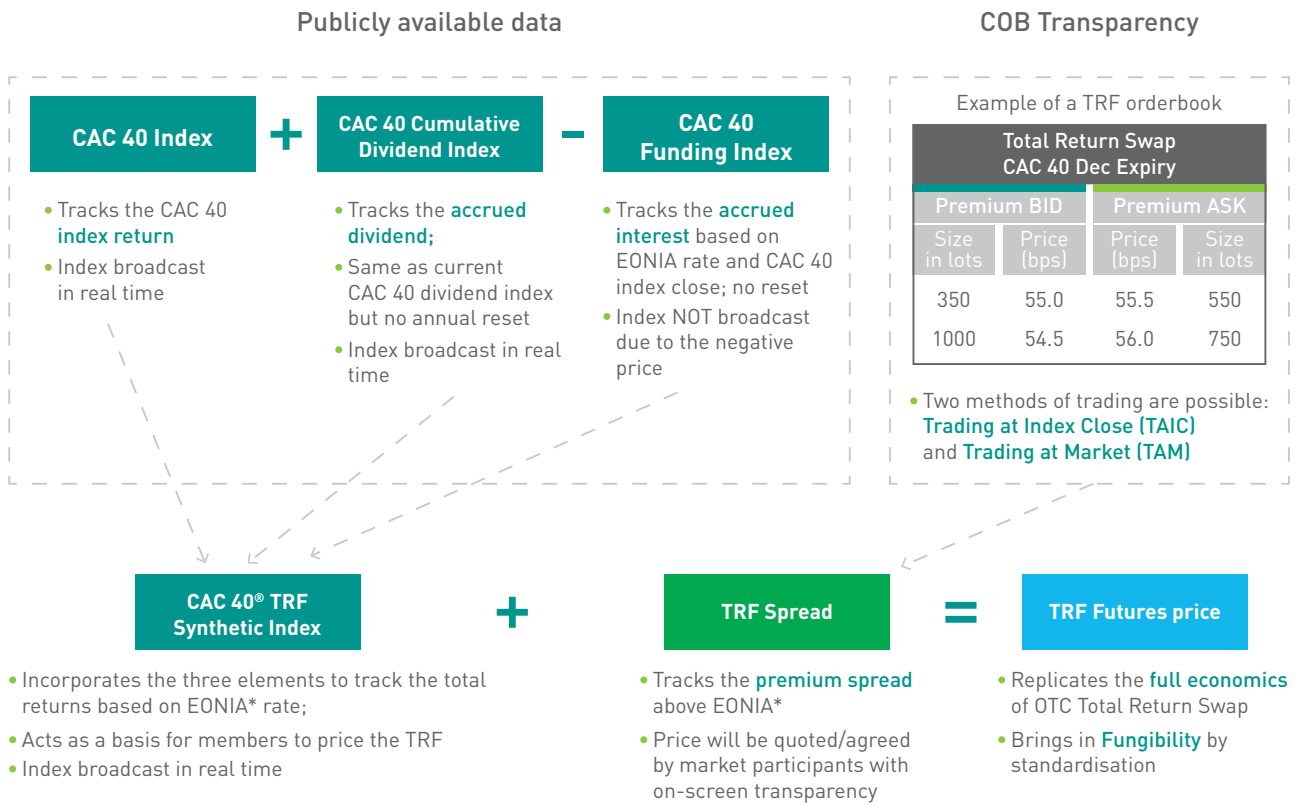 Publicly available data
COB Transparency
CAC 40 Index
+
CAC 40 Cumulative
Dividend Index
-
CAC 40
Funding Index
• Tracks the CAC 40
index return
• Index broadcast
in real time
• Tracks the accrued
dividend;
• Same as current
CAC 40 dividend index
but no annual reset
• Index broadcast in real
time
• Tracks the accrued
interest based on
EONIA rate and CAC 40
index close; no reset
• Index NOT broadcast
due to the negative
price
Example of a TRF orderbook
Total Return Swap
CAC 40 Dec Expiry
Premium BID Premium ASK
Size
in lots
Price
(bps)
Price
(bps)
Size
in lots
350 55.0 55.5 550
1000 54.5 56.0 750
• Two methods of trading are possible:
Trading at Index Close (TAIC)
and Trading at Market (TAM)
CAC 40® TRF
Synthetic Index
+
TRF Spread
=
TRF Futures price
• Incorporates the three elements to track the total
returns based on EONIA* rate;
• Acts as a basis for members to price the TRF
• Index broadcast in real time
• Tracks the premium spread
above EONIA*
• Price will be quoted/agreed
by market participants with
on-screen transparency
• Replicates the full economics
of OTC Total Return Swap
• Brings in Fungibility by
standardisation